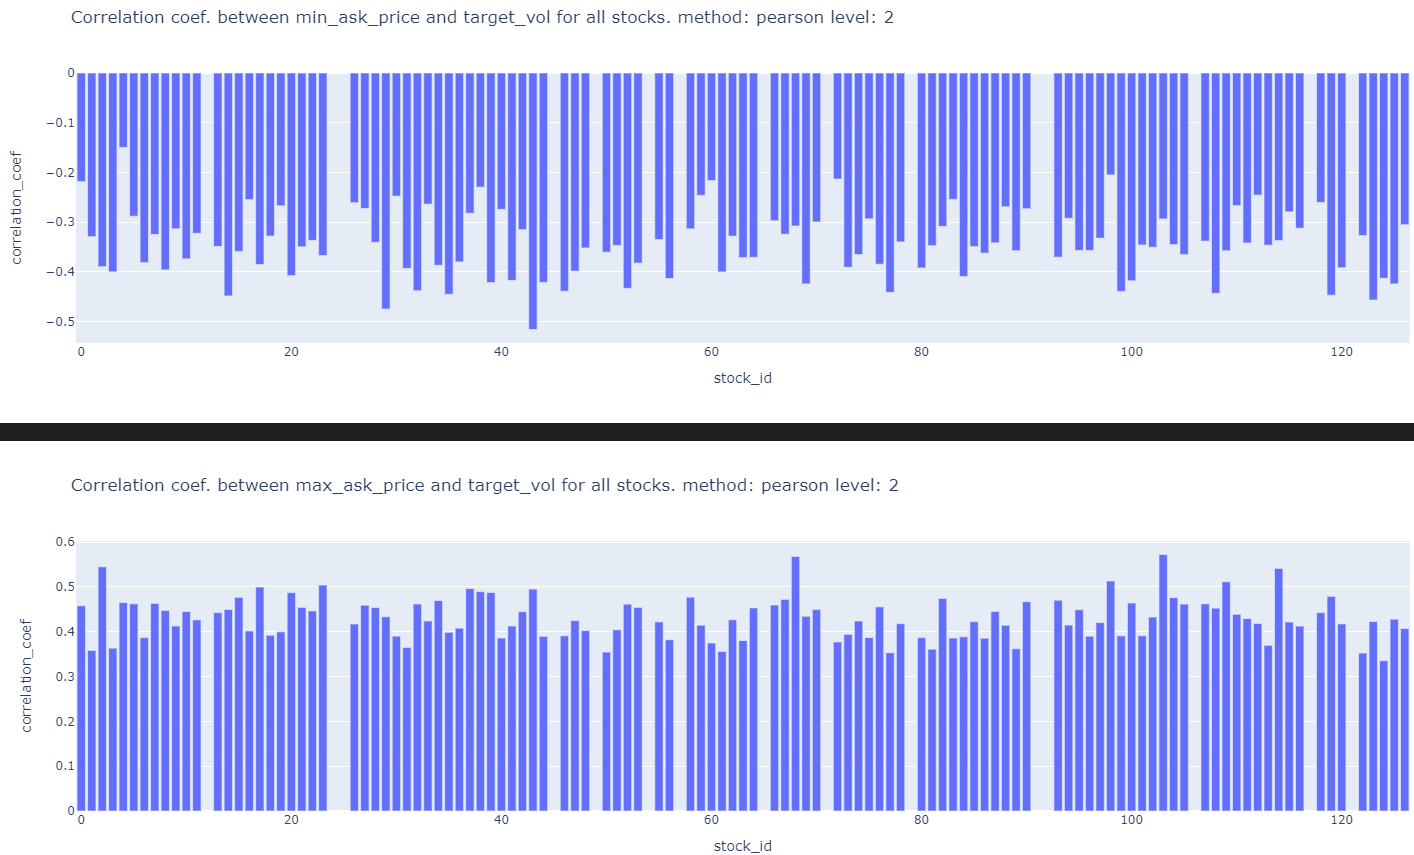 Correlation coef. between min_ask_price and target_vol for all stocks. method: pearson level: 2
0
−0.1
−0.2
−0.3
−0.4
−0.5
correlation_coef
0 20 40 60 80 100 120
stock_id
Correlation coef. between max_ask_price and target_vol for all stocks. method: pearson level: 2
0.6
0.5
0.4
0.3
0.2
0.1
0
correlation_coef
0 20 40 60 80 100 120
stock_id